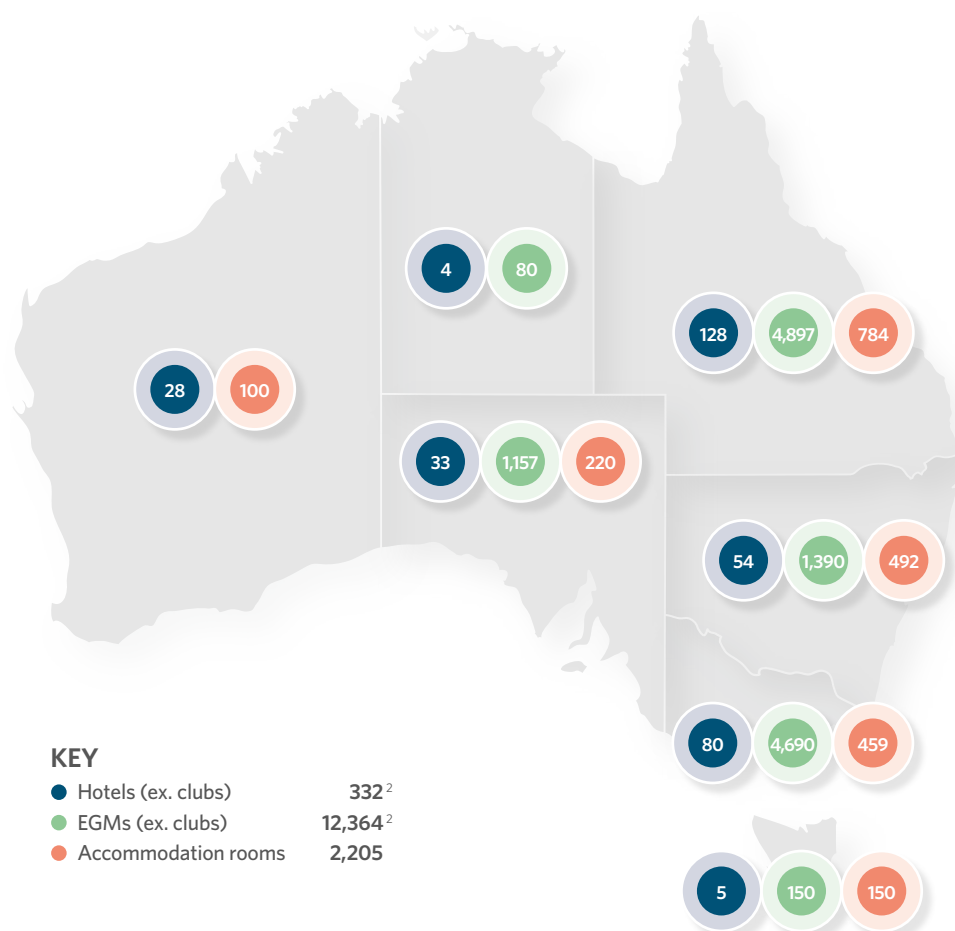 4 80
128 4,897 784
28 100
33 1,157 220
54 1,390 492
80 4,690 459
KEY
Hotels (ex. clubs) 332 2
EGMs (ex. clubs) 12,364 2
Accommodation rooms 2,205
5 150 150